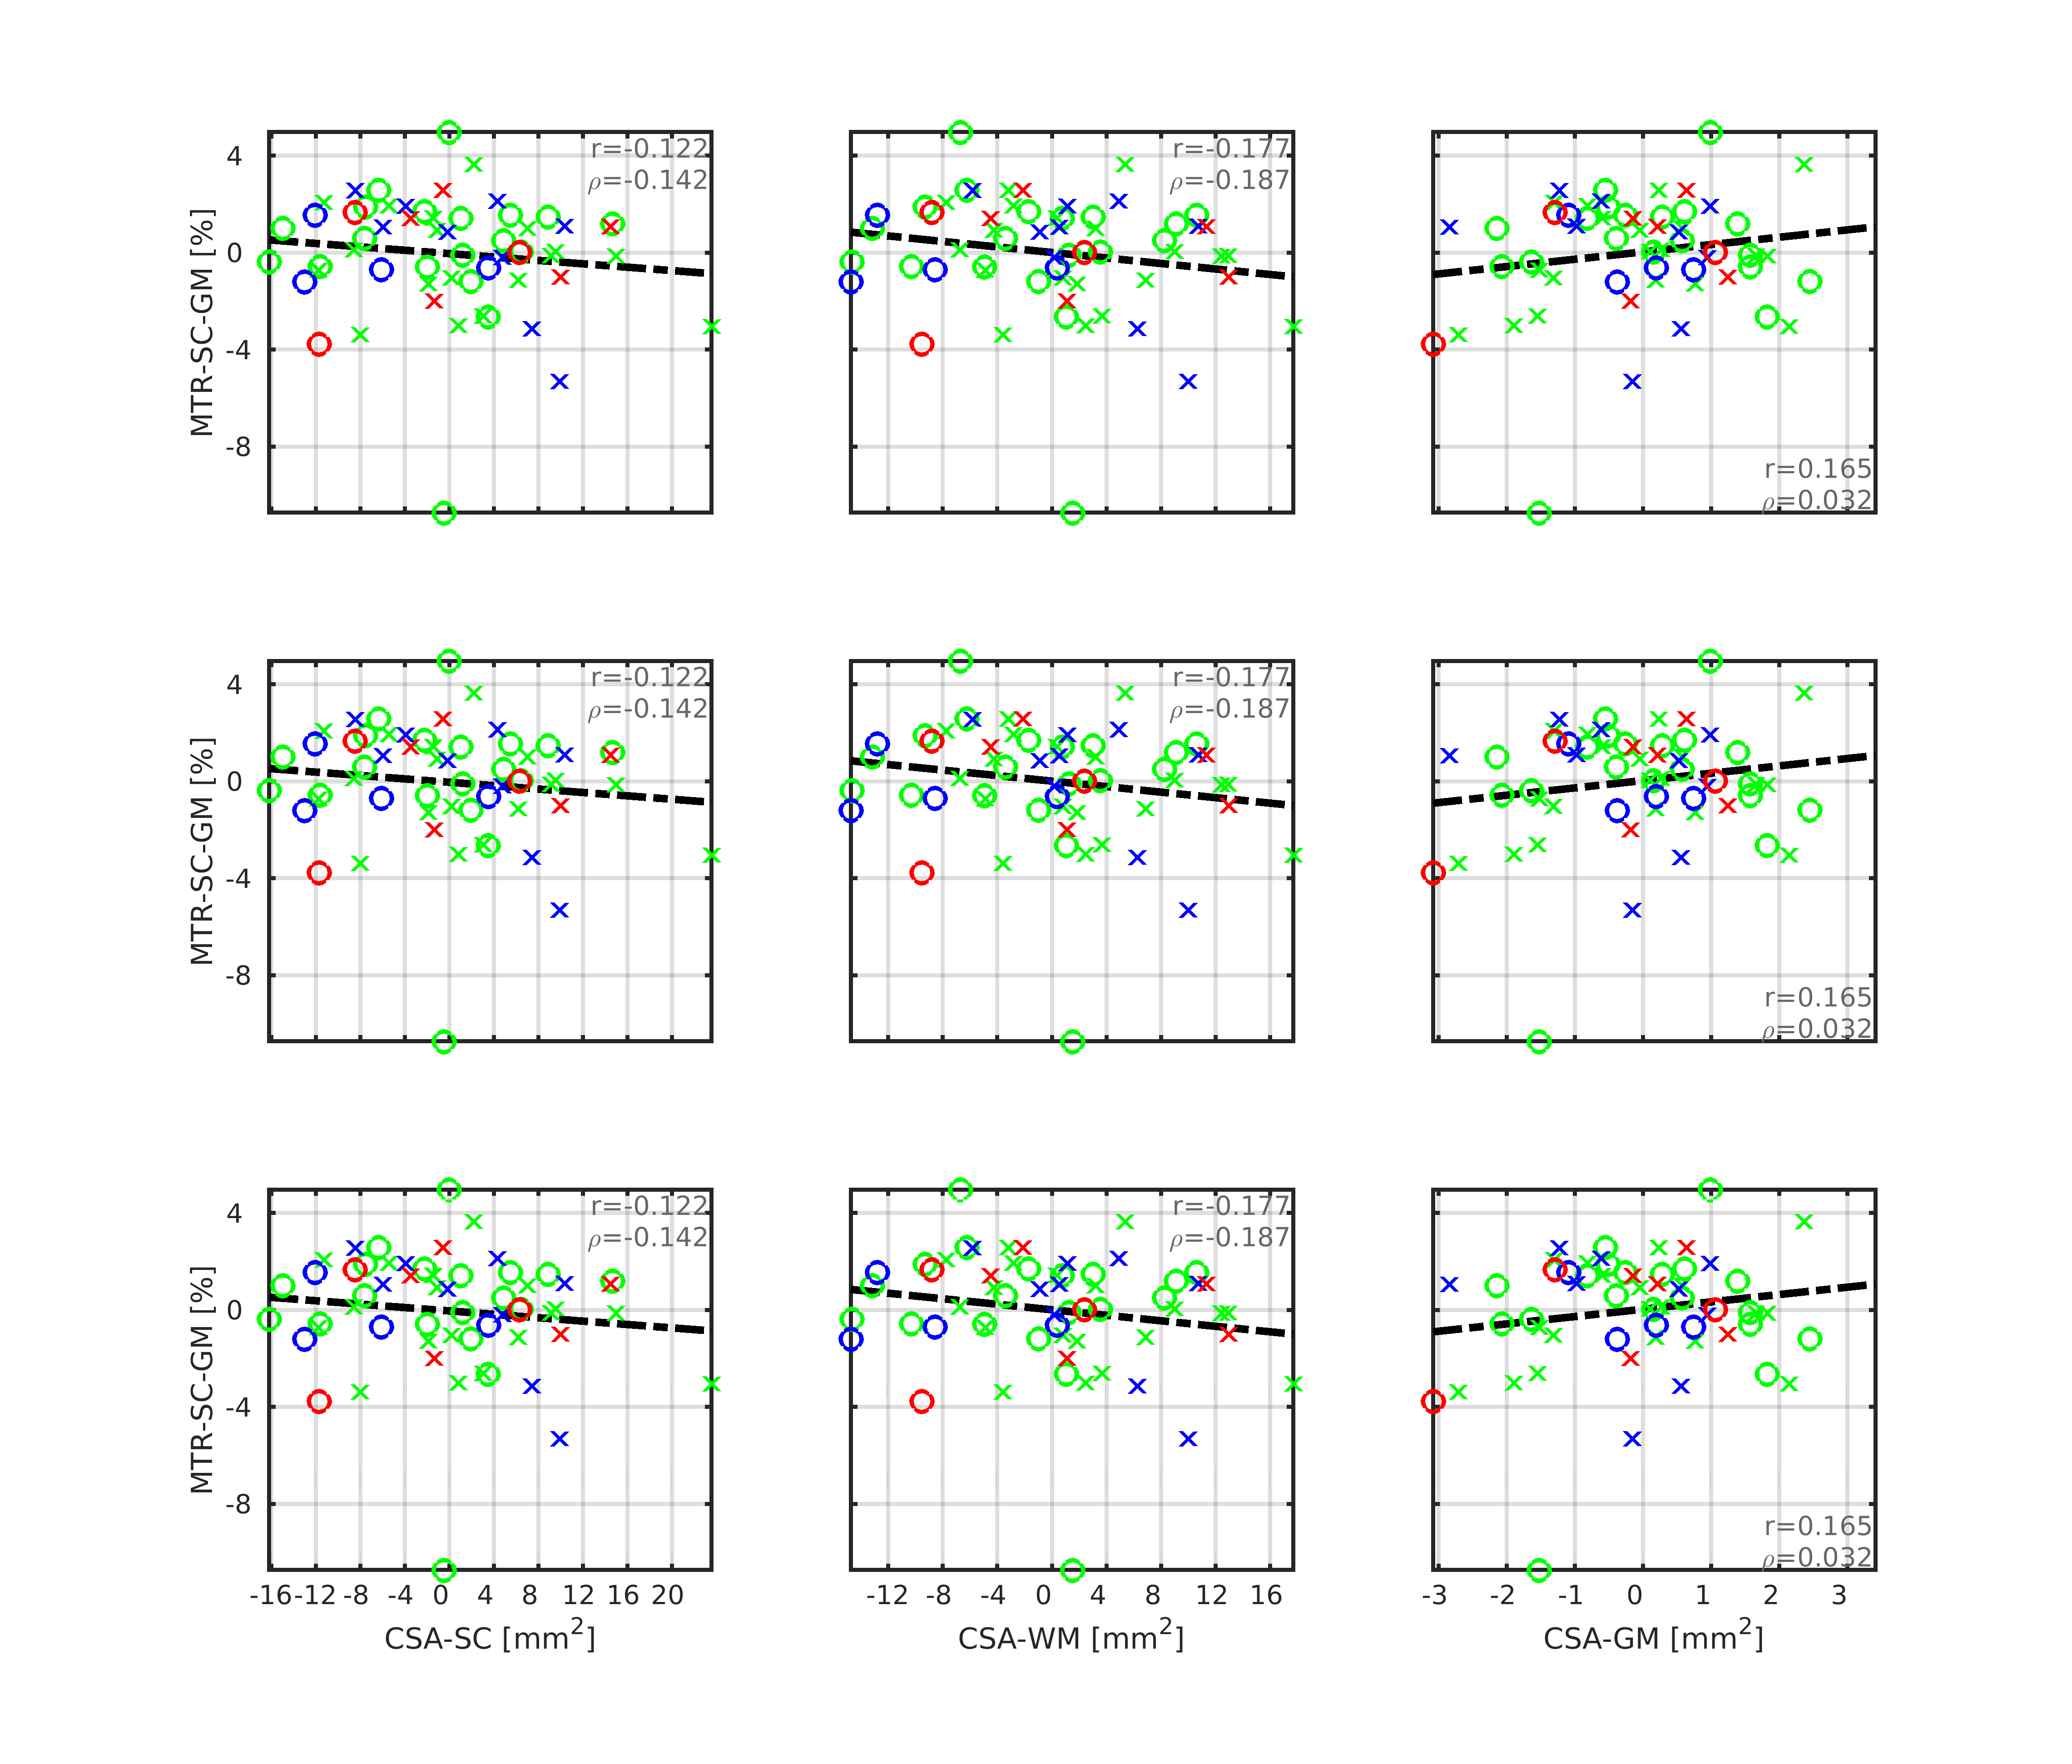 4
0
-4
-8
MTR-SC-GM [%]
r=-0.122
ρ=-0.142
r=-0.177
ρ=-0.187
r=0.165
ρ=0.032
4
0
-4
-8
MTR-SC-GM [%]
r=-0.122
ρ=-0.142
r=-0.177
ρ=-0.187
r=0.165
ρ=0.032
4
0
-4
-8
MTR-SC-GM [%]
r=-0.122
ρ=-0.142
r=-0.177
ρ=-0.187
r=0.165
ρ=0.032
-16 -12 -8 -4 0 4 8 12 16 20
CSA-SC [mm²]
-12 -8 -4 0 4 8 12 16
CSA-WM [mm²]
-3 -2 -1 0 1 2 3
CSA-GM [mm²]